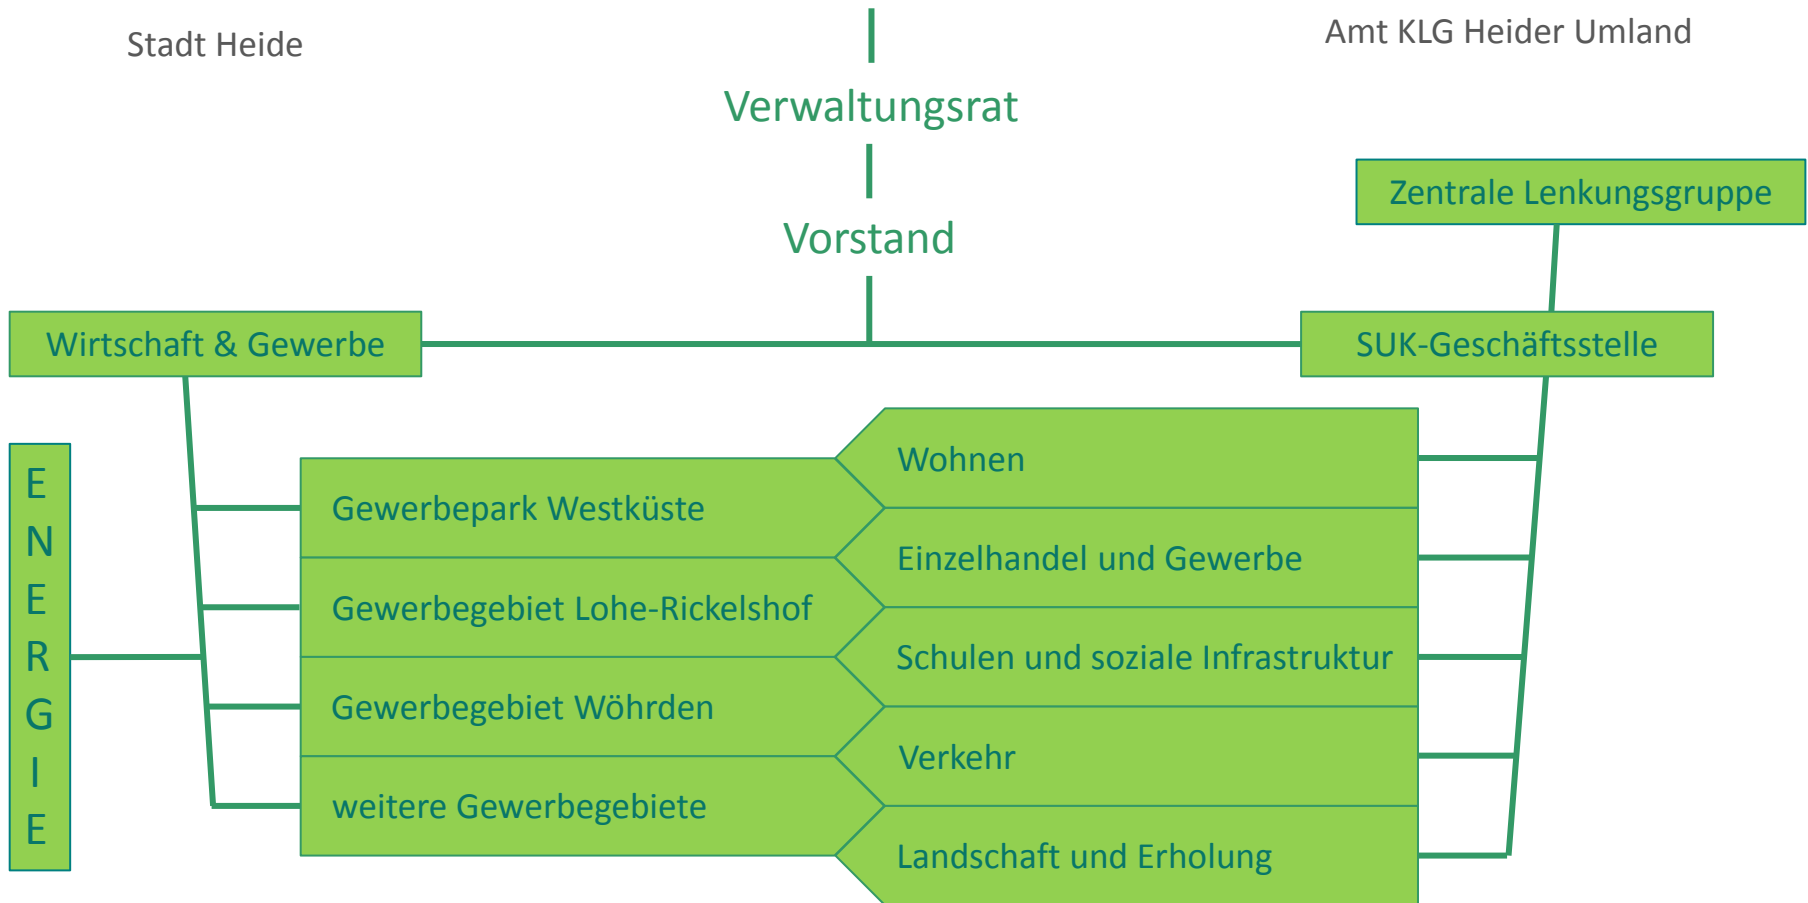 Stadt Heide
Amt KLG Heider Umland
Verwaltungsrat
Zentrale Lenkungsgruppe
Vorstand
Wirtschaft & Gewerbe
SUK-Geschäftsstelle
ENERGIE
Gewerbepark Westküste
Gewerbegebiet Lohe-Rickelshof
Gewerbegebiet Wöhrden
weitere Gewerbegebiete
Wohnen
Einzelhandel und Gewerbe
Schulen und soziale Infrastruktur
Verkehr
Landschaft und Erholung